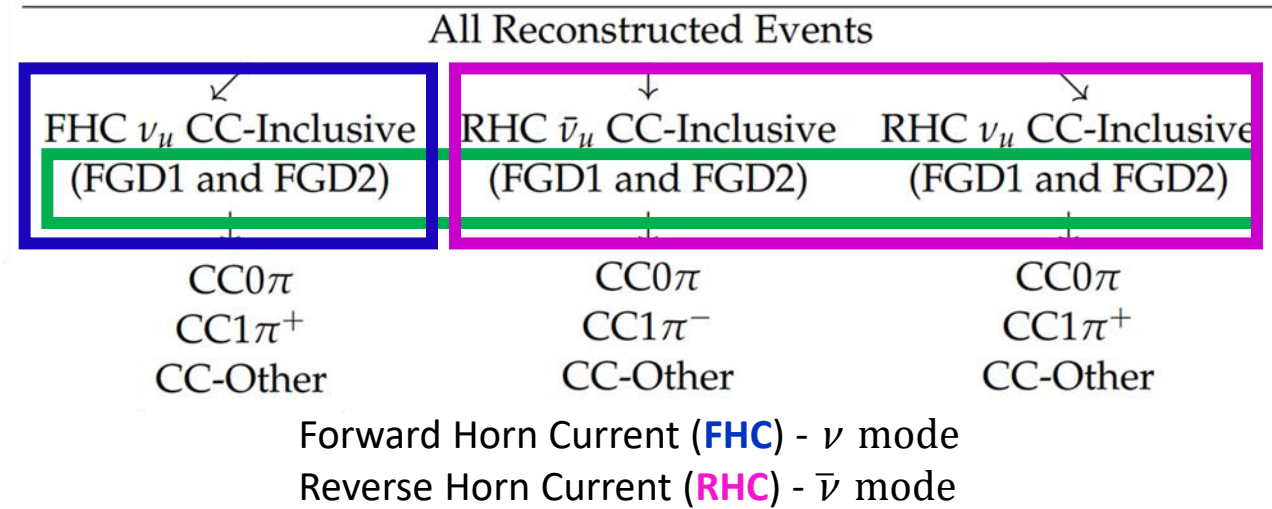 All Reconstructed Events
FHC νμ CC-Inclusive RHC ν̄μ CC-Inclusive RHC νμ CC-Inclusive
(FGD1 and FGD2) (FGD1 and FGD2) (FGD1 and FGD2)
CC0π CC0π CC0π
CC1π⁺ CC1π⁻ CC1π⁺
CC-Other CC-Other CC-Other
Forward Horn Current (FHC) - ν mode
Reverse Horn Current (RHC) - ν̄ mode